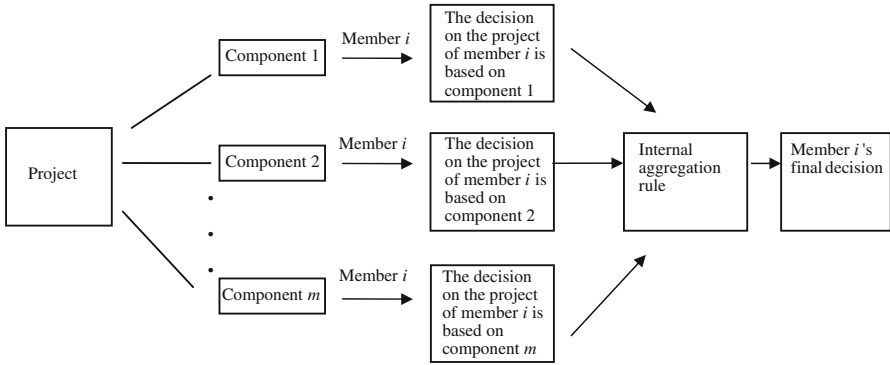 Project
Component 1
Member i
The decision
on the project
of member i is
based on
component 1
Component 2
Member i
The decision
on the project
of member i is
based on
component 2
Component m
Member i
The decision
on the project
of member i is
based on
component m
Internal
aggregation
rule
Member i's
final decision